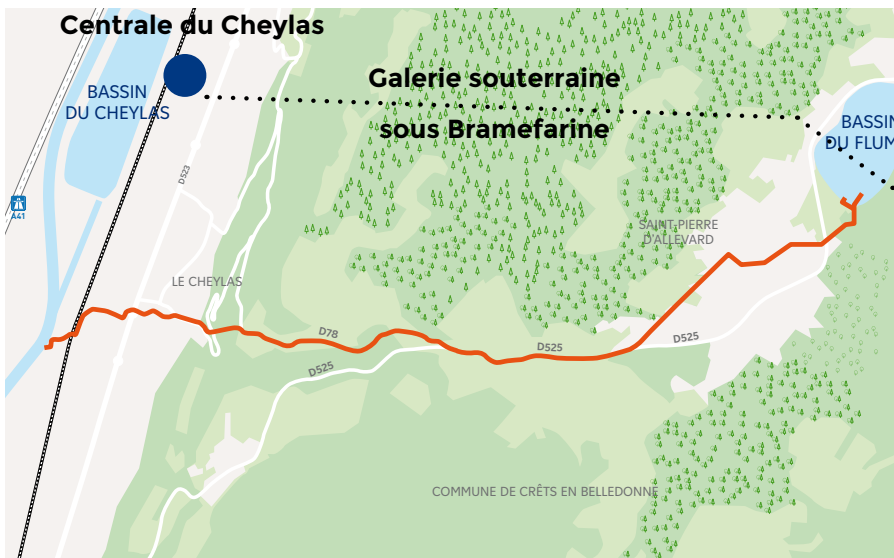 Centrale du Cheylas
Galerie souterraine
sous Bramefarine
BASSIN
DU CHEYLAS
BASSIN
DU FLUM
D523
A41
SAINT-PIERRE
D'ALLEVARD
LE CHEYLAS
D78
D525
D525
D525
COMMUNE DE CRÊTS EN BELLEDONNE